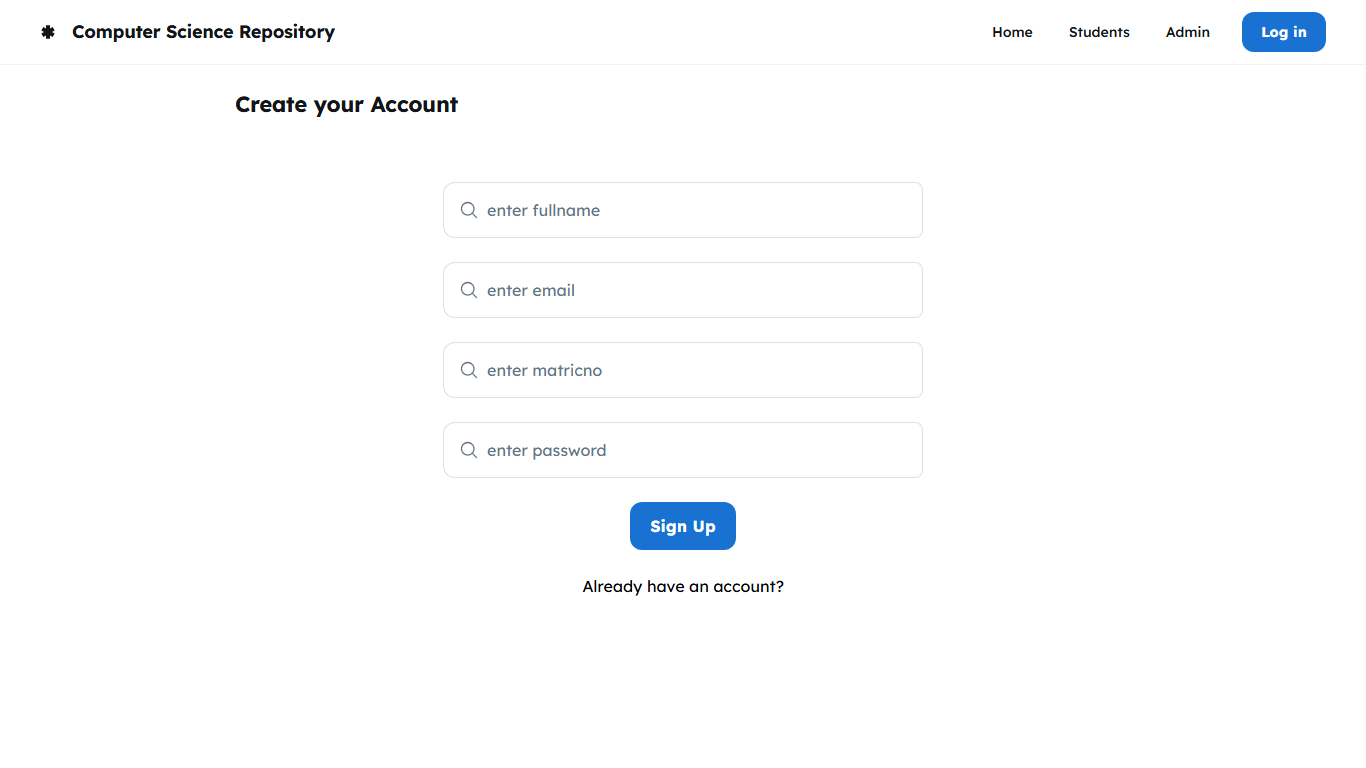 Computer Science Repository
Home
Students
Admin
Log in
Create your Account
enter fullname
enter email
enter matricno
enter password
Sign Up
Already have an account?